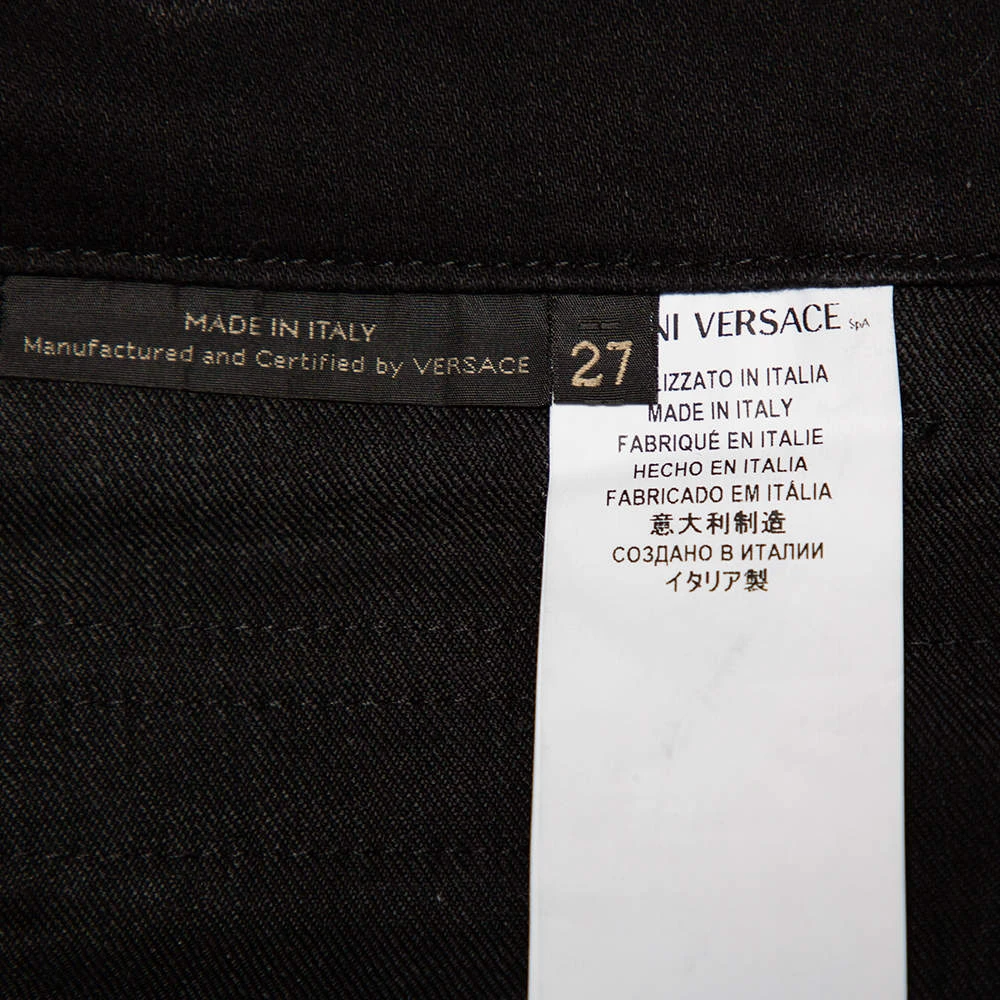 MADE IN ITALY
Manufactured and Certified by VERSACE
27
NI VERSACE SpA
LIZZATO IN ITALIA
MADE IN ITALY
FABRIQUÉ EN ITALIE
HECHO EN ITALIA
FABRICADO EM ITÁLIA
意大利制造
СОЗДАНО В ИТАЛИИ
イタリア製